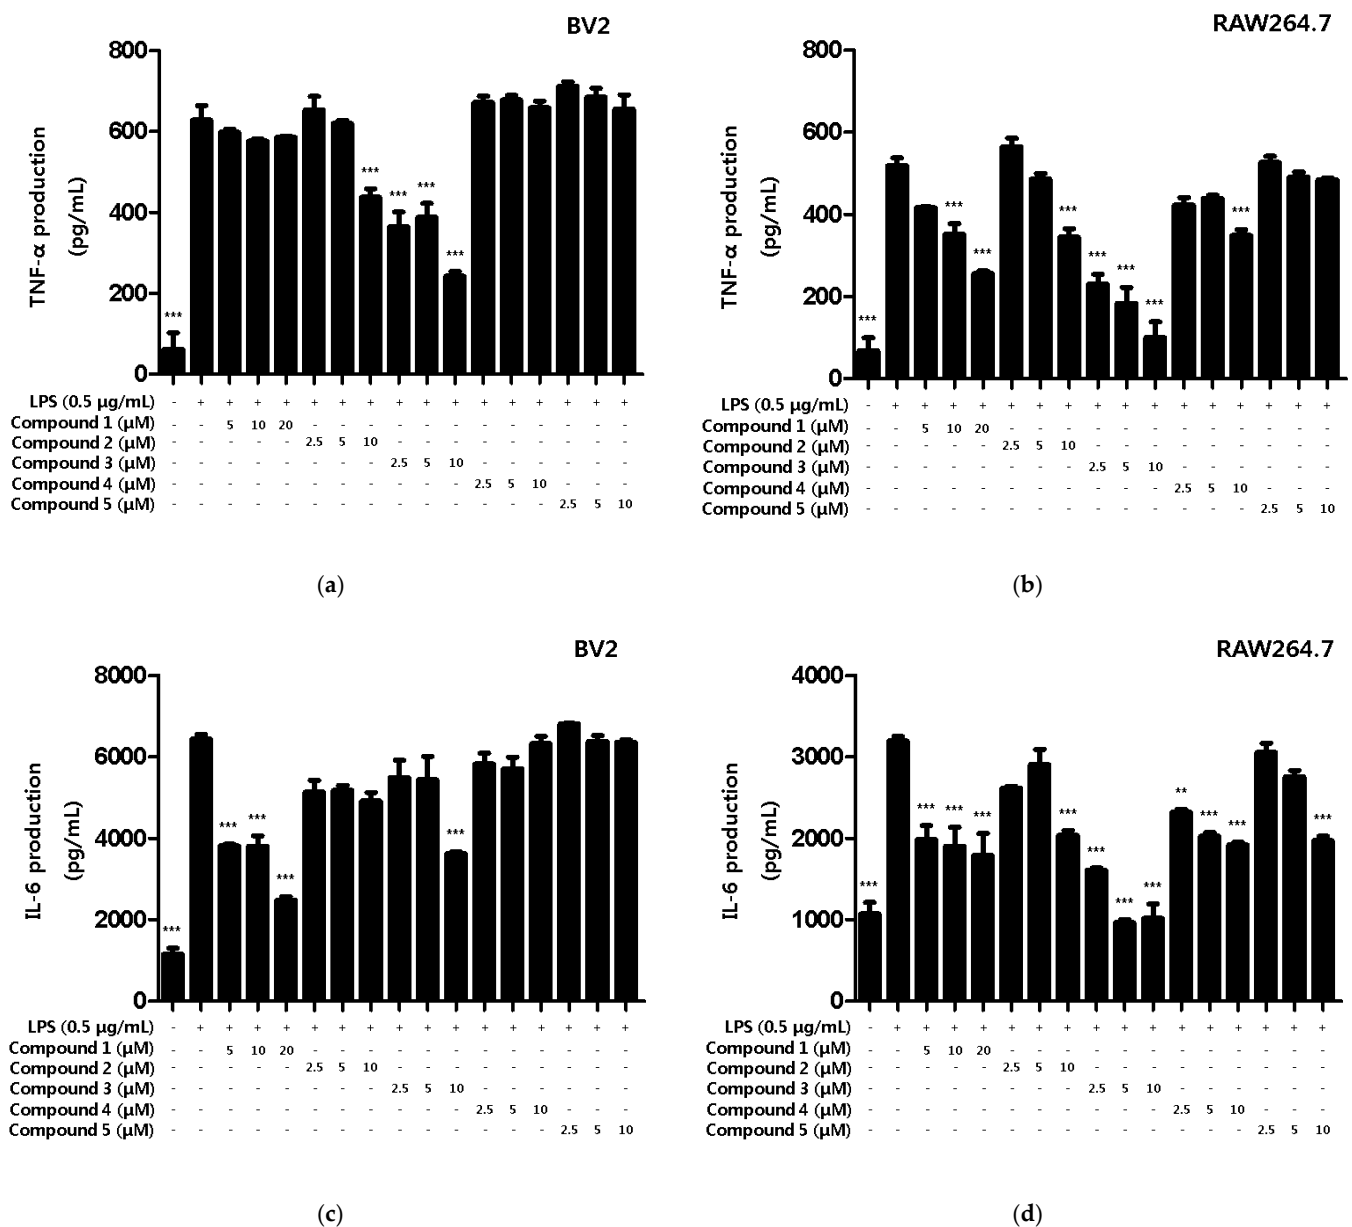 BV2
800
600
400
200
0
TNF-α production
(pg/mL)
***
***
***
***
***
LPS (0.5 μg/mL) - + + + + + + + + + + + + + + + +
Compound 1 (μM) - - 5 10 20 - - - - - - - - - - - -
Compound 2 (μM) - - - - - 2.5 5 10 - - - - - - - - -
Compound 3 (μM) - - - - - - - - 2.5 5 10 - - - - - -
Compound 4 (μM) - - - - - - - - - - - 2.5 5 10 - - -
Compound 5 (μM) - - - - - - - - - - - - - - 2.5 5 10
(a)
RAW264.7
800
600
400
200
0
TNF-α production
(pg/mL)
***
***
***
***
***
***
***
***
LPS (0.5 μg/mL) - + + + + + + + + + + + + + + + +
Compound 1 (μM) - - 5 10 20 - - - - - - - - - - - -
Compound 2 (μM) - - - - - 2.5 5 10 - - - - - - - - -
Compound 3 (μM) - - - - - - - - 2.5 5 10 - - - - - -
Compound 4 (μM) - - - - - - - - - - - 2.5 5 10 - - -
Compound 5 (μM) - - - - - - - - - - - - - - 2.5 5 10
(b)
BV2
8000
6000
4000
2000
0
IL-6 production
(pg/mL)
***
***
***
***
***
LPS (0.5 μg/mL) - + + + + + + + + + + + + + + + +
Compound 1 (μM) - - 5 10 20 - - - - - - - - - - - -
Compound 2 (μM) - - - - - 2.5 5 10 - - - - - - - - -
Compound 3 (μM) - - - - - - - - 2.5 5 10 - - - - - -
Compound 4 (μM) - - - - - - - - - - - 2.5 5 10 - - -
Compound 5 (μM) - - - - - - - - - - - - - - 2.5 5 10
(c)
RAW264.7
4000
3000
2000
1000
0
IL-6 production
(pg/mL)
***
***
***
***
***
***
***
***
**
***
***
***
LPS (0.5 μg/mL) - + + + + + + + + + + + + + + + +
Compound 1 (μM) - - 5 10 20 - - - - - - - - - - - -
Compound 2 (μM) - - - - - 2.5 5 10 - - - - - - - - -
Compound 3 (μM) - - - - - - - - 2.5 5 10 - - - - - -
Compound 4 (μM) - - - - - - - - - - - 2.5 5 10 - - -
Compound 5 (μM) - - - - - - - - - - - - - - 2.5 5 10
(d)